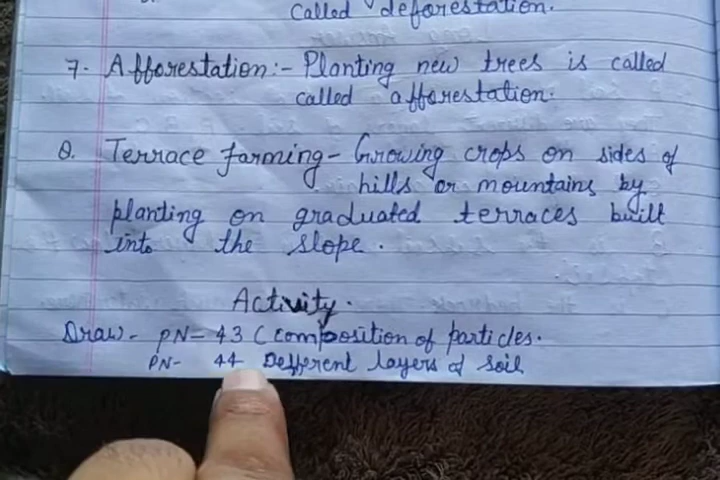 called deforestation.
7. Afforestation:- Planting new trees is called
called afforestation.
8. Terrace farming- Growing crops on sides of
hills or mountains by
planting on graduated terraces built
into the slope.
Activity.
Draw- PN- 43 (composition of particles.
PN- 44 Defferent layers of soil